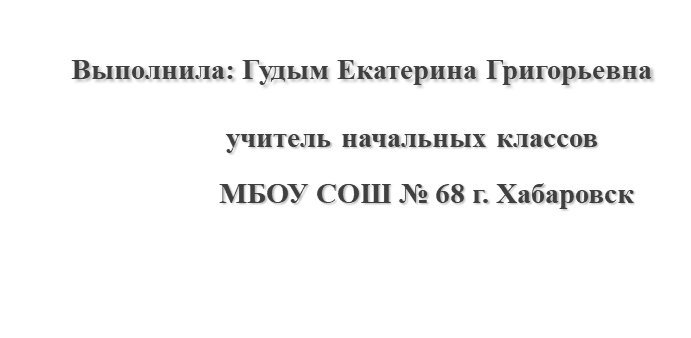 Выполнила: Гудым Екатерина Григорьевна
учитель начальных классов
МБОУ СОШ № 68 г. Хабаровск